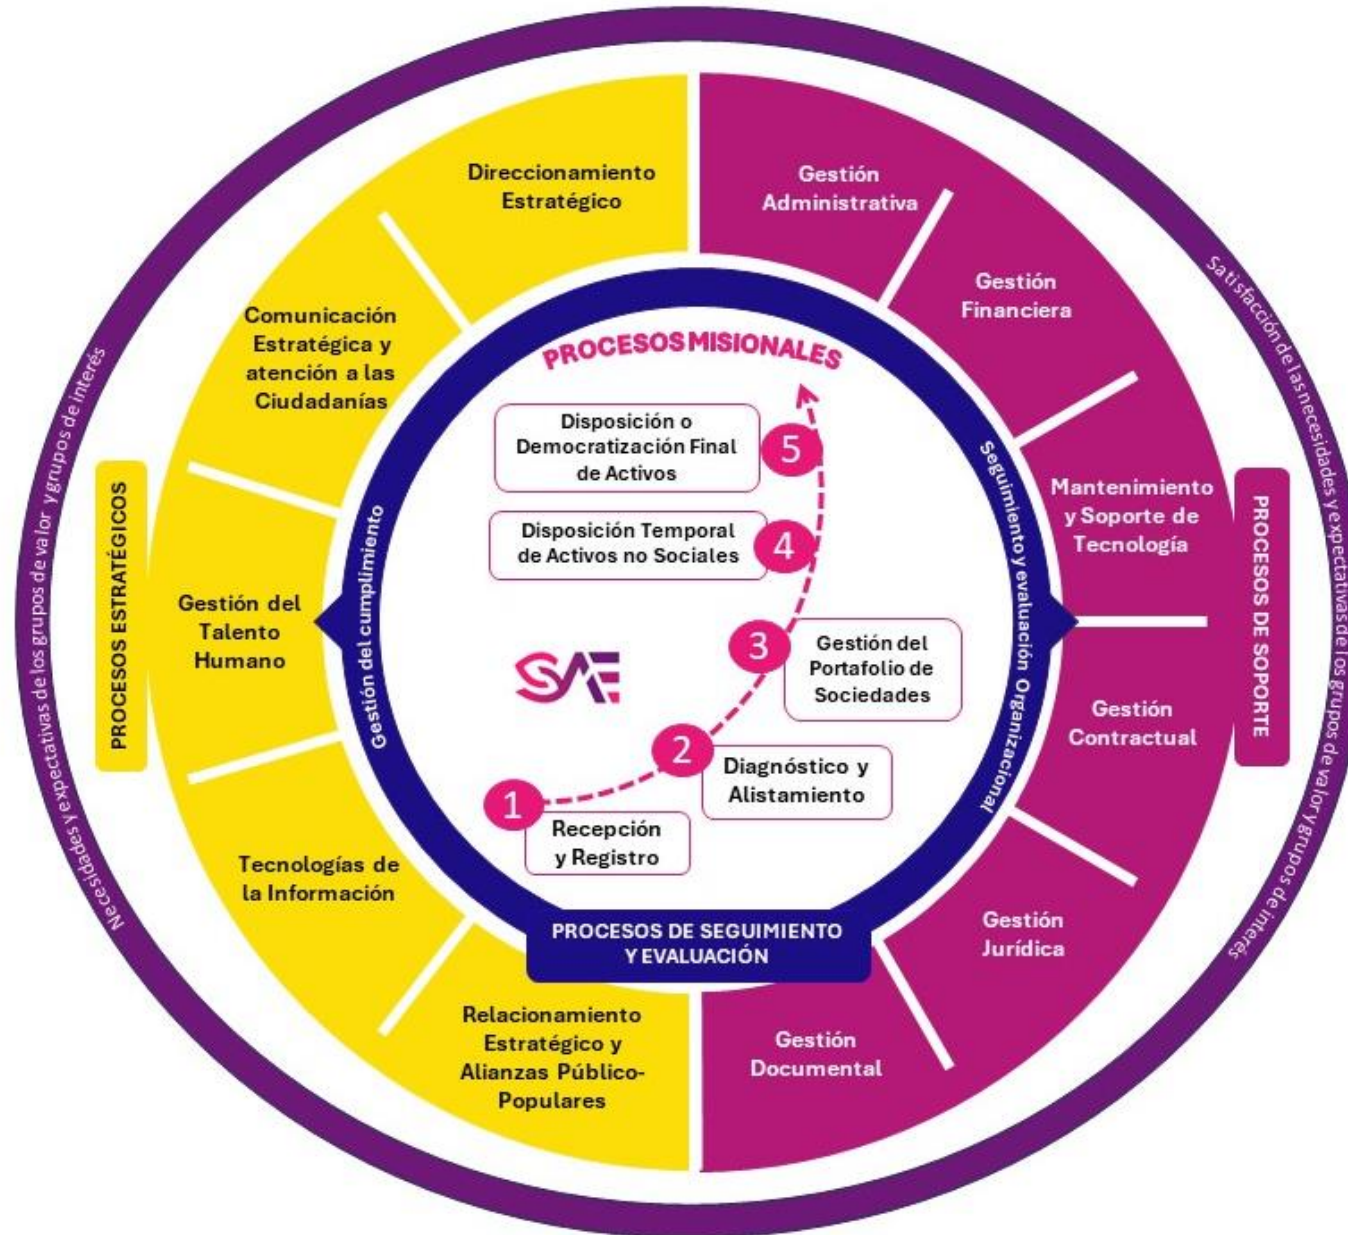 Necesidades y expectativas de los grupos de valor y grupos de interés
PROCESOS ESTRATÉGICOS
Direccionamiento
Estratégico
Comunicación
Estratégica y
atención a las
Ciudadanías
Gestión del
Talento
Humano
Tecnologías de
la Información
Relacionamiento
Estratégico y
Alianzas Público-
Populares
Gestión del cumplimiento
PROCESOS MISIONALES
5
Disposición o
Democratización Final
de Activos
4
Disposición Temporal
de Activos no Sociales
3
Gestión del
Portafolio de
Sociedades
SAE
2
Diagnóstico y
Alistamiento
1
Recepción
y Registro
PROCESOS DE SEGUIMIENTO
Y EVALUACIÓN
Seguimiento y evaluación Organizacional
Gestión
Administrativa
Gestión
Financiera
Mantenimiento
y Soporte de
Tecnología
Gestión
Contractual
Gestión
Jurídica
Gestión
Documental
PROCESOS DE SOPORTE
Satisfacción de las necesidades y expectativas de los grupos de valor y grupos de interés